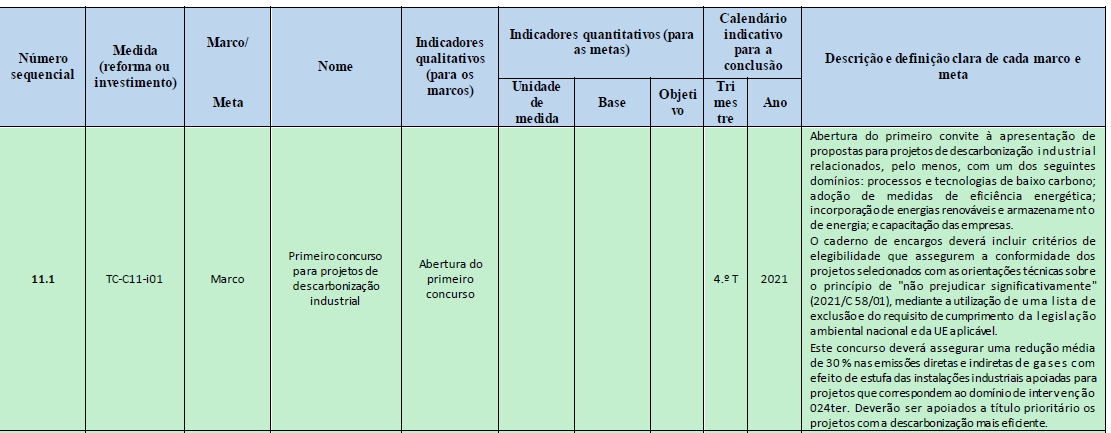 Número
sequencial
Medida
(reforma ou
investimento)
Marco/
Meta
Nome
Indicadores
qualitativos
(para os
marcos)
Indicadores quantitativos (para
as metas)
Unidade
de
medida
Base
Objeti
vo
Calendário
indicativo
para a
conclusão
Tri
mes
tre
Ano
Descrição e definição clara de cada marco e
meta
11.1
TC-C11-i01
Marco
Primeiro concurso
para projetos de
descarbonização
industrial
Abertura do
primeiro
concurso
4.º T
2021
Abertura do primeiro convite à apresentação de
propostas para projetos de descarbonização industrial
relacionados, pelo menos, com um dos seguintes
domínios: processos e tecnologias de baixo carbono;
adoção de medidas de eficiência energética;
incorporação de energias renováveis e armazenamento
de energia; e capacitação das empresas.
O caderno de encargos deverá incluir critérios de
elegibilidade que assegurem a conformidade dos
projetos selecionados com as orientações técnicas sobre
o princípio de "não prejudicar significativamente"
(2021/C 58/01), mediante a utilização de uma lista de
exclusão e do requisito de cumprimento da legislação
ambiental nacional e da UE aplicável.
Este concurso deverá assegurar uma redução média
de 30 % nas emissões diretas e indiretas de gases com
efeito de estufa das instalações industriais apoiadas para
projetos que correspondem ao domínio de intervenção
024ter. Deverão ser apoiados a título prioritário os
projetos com a descarbonização mais eficiente.